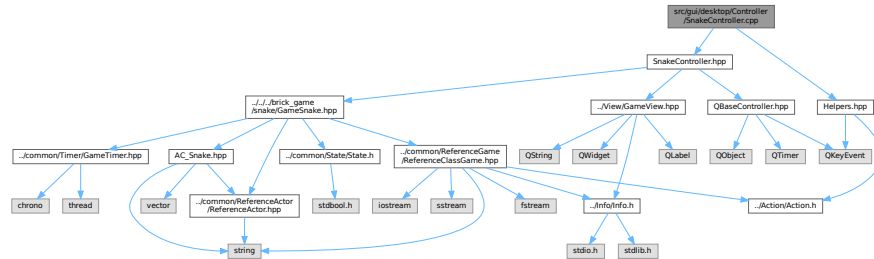 src/gui/desktop/Controller
/SnakeController.cpp
SnakeController.hpp
../../../brick_game
/snake/GameSnake.hpp
../View/GameView.hpp
QBaseController.hpp
Helpers.hpp
../common/Timer/GameTimer.hpp
AC_Snake.hpp
../common/State/State.h
../common/ReferenceGame
/ReferenceClassGame.hpp
QString
QWidget
QLabel
QObject
QTimer
QKeyEvent
chrono
thread
vector
../common/ReferenceActor
/ReferenceActor.hpp
stdbool.h
iostream
sstream
fstream
../Info/Info.h
../Action/Action.h
string
stdio.h
stdlib.h